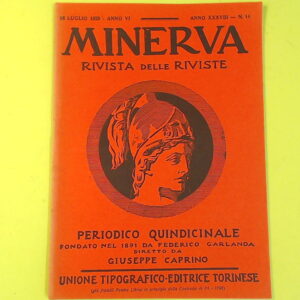 LUGLIO 1928 - ANNO VI ANNO XXXVIII - N. 14
MINERVA
RIVISTA DELLE RIVISTE
PERIODICO QUINDICINALE
FONDATO NEL 1891 DA FEDERICO GARLANDA
DIRETTO DA
GIUSEPPE CAPRINO
UNIONE TIPOGRAFICO-EDITRICE TORINESE